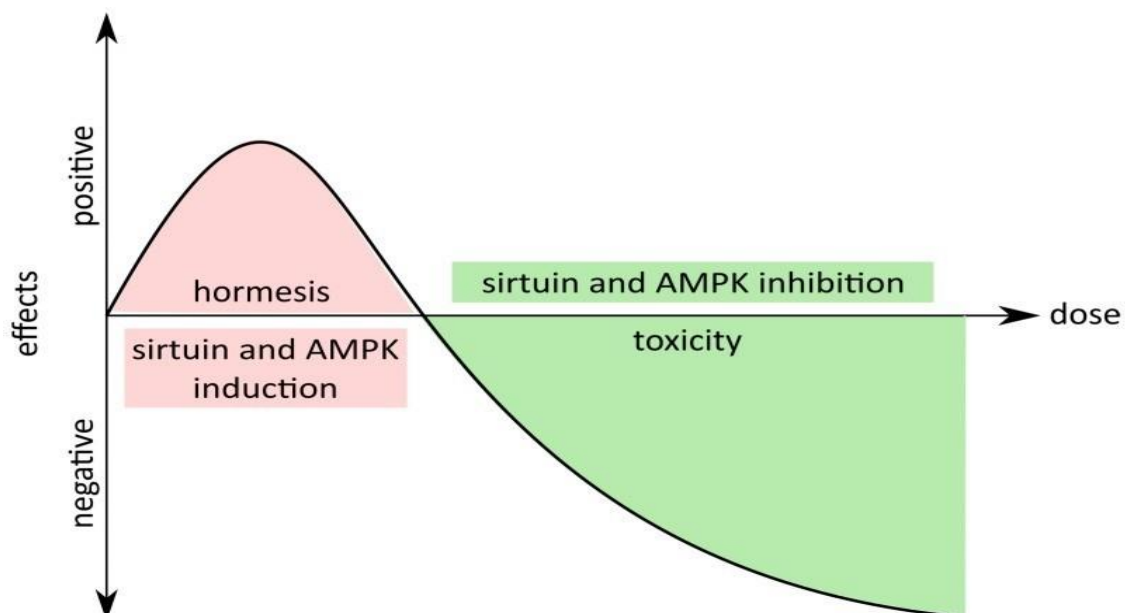 positive
effects
negative
hormesis
sirtuin and AMPK
induction
sirtuin and AMPK inhibition
toxicity
dose